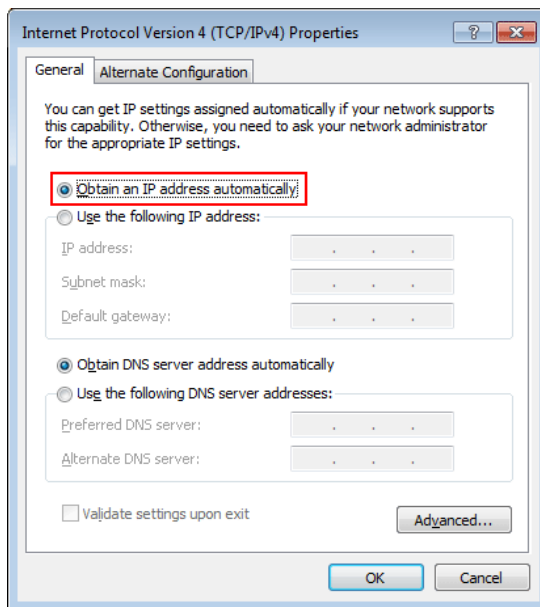 Internet Protocol Version 4 (TCP/IPv4) Properties
General
Alternate Configuration
You can get IP settings assigned automatically if your network supports
this capability. Otherwise, you need to ask your network administrator
for the appropriate IP settings.
Obtain an IP address automatically
Use the following IP address:
IP address:
Subnet mask:
Default gateway:
Obtain DNS server address automatically
Use the following DNS server addresses:
Preferred DNS server:
Alternate DNS server:
Validate settings upon exit
Advanced...
OK
Cancel